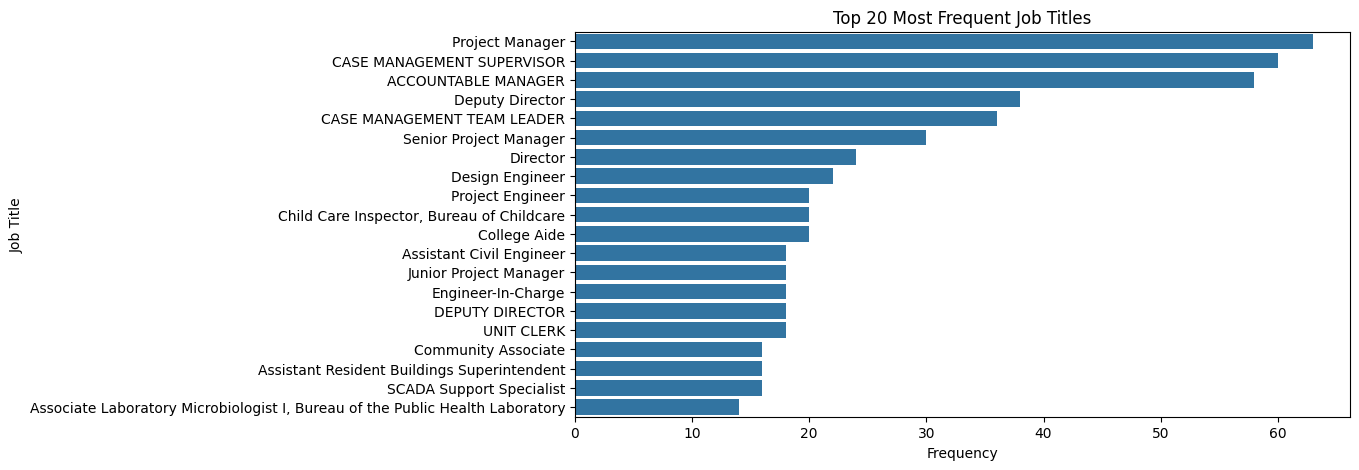 Top 20 Most Frequent Job Titles
Job Title
Project Manager
CASE MANAGEMENT SUPERVISOR
ACCOUNTABLE MANAGER
Deputy Director
CASE MANAGEMENT TEAM LEADER
Senior Project Manager
Director
Design Engineer
Project Engineer
Child Care Inspector, Bureau of Childcare
College Aide
Assistant Civil Engineer
Junior Project Manager
Engineer-In-Charge
DEPUTY DIRECTOR
UNIT CLERK
Community Associate
Assistant Resident Buildings Superintendent
SCADA Support Specialist
Associate Laboratory Microbiologist I, Bureau of the Public Health Laboratory
0 10 20 30 40 50 60
Frequency